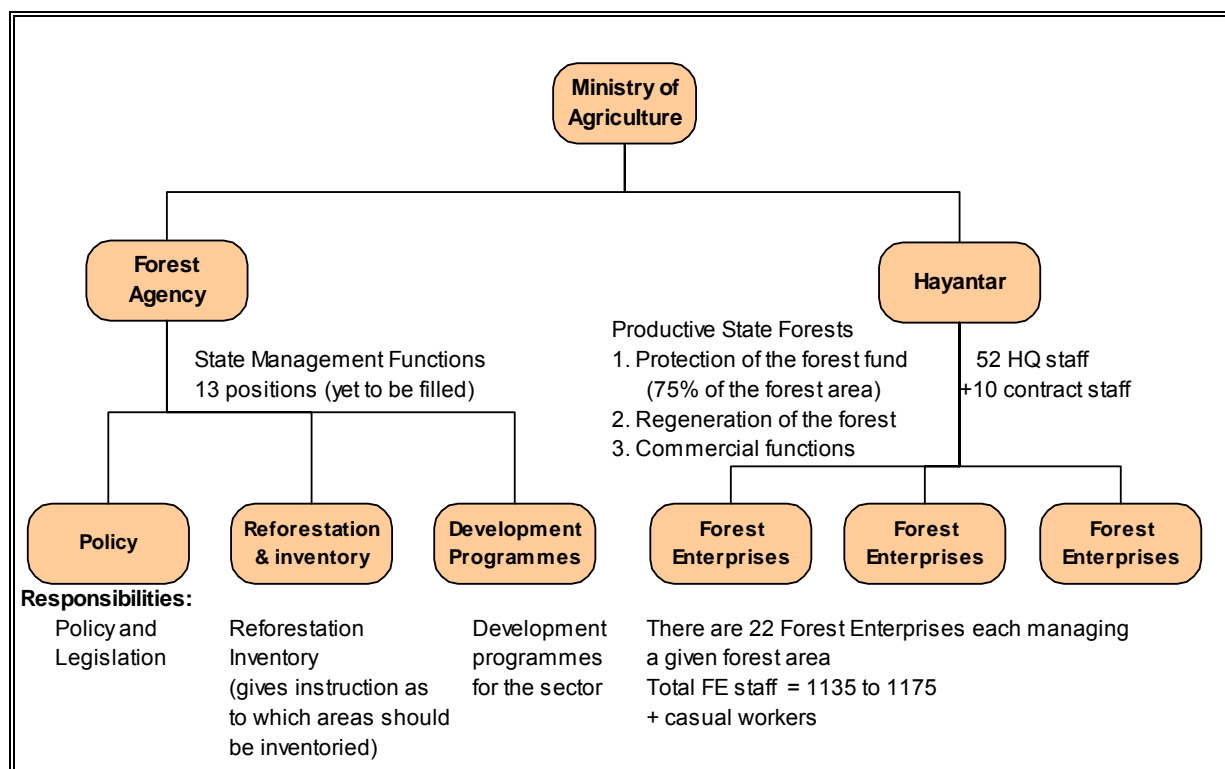 Ministry of
Agriculture
Forest
Agency
Hayantar
State Management Functions
13 positions (yet to be filled)
Productive State Forests
1. Protection of the forest fund
(75% of the forest area)
2. Regeneration of the forest
3. Commercial functions
52 HQ staff
+10 contract staff
Policy
Reforestation
& inventory
Development
Programmes
Forest
Enterprises
Forest
Enterprises
Forest
Enterprises
Responsibilities:
Policy and
Legislation
Reforestation
Inventory
(gives instruction as
to which areas should
be inventoried)
Development
programmes
for the sector
There are 22 Forest Enterprises each managing
a given forest area
Total FE staff = 1135 to 1175
+ casual workers